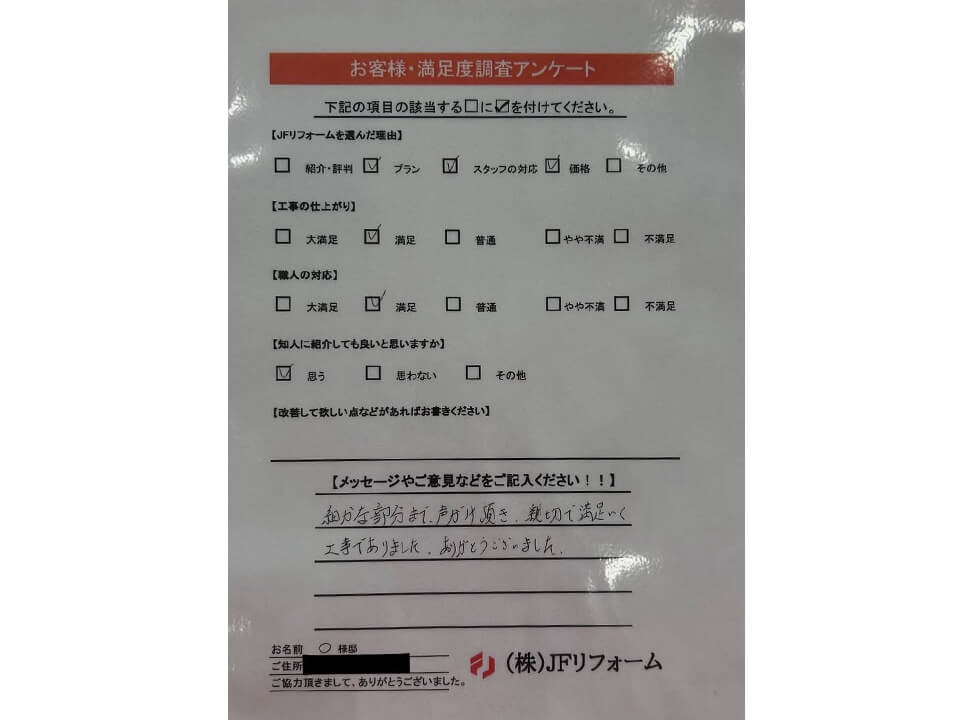 お客様・満足度調査アンケート
下記の項目の該当する□に☑を付けてください。
【JFリフォームを選んだ理由】
□ 紹介・評判 ☑ プラン ☑ スタッフの対応 ☑ 価格 □ その他
【工事の仕上がり】
□ 大満足 ☑ 満足 □ 普通 □ やや不満 □ 不満足
【職人の対応】
□ 大満足 ☑ 満足 □ 普通 □ やや不満 □ 不満足
【知人に紹介しても良いと思いますか】
☑ 思う □ 思わない □ その他
【改善して欲しい点などがあればお書きください】
【メッセージやご意見などをご記入ください！！】
細かな部分まで、声がけ頂き、親切で満足いく
工事でありました。ありがとうございました。
お名前 ○ 様邸
ご住所
ご協力頂きまして、ありがとうございました。
(株)JFリフォーム